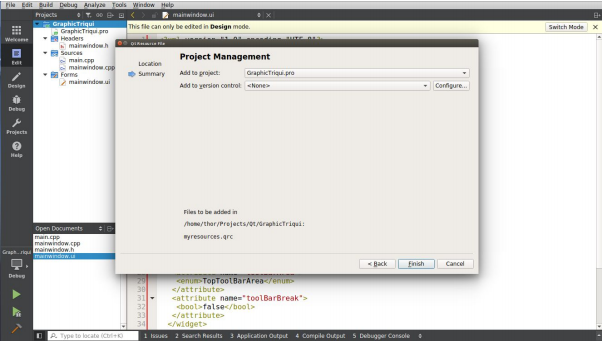 File Edit Build Debug Analyze Tools Window Help
Projects
mainwindow.ui
Welcome
Edit
Design
Debug
Projects
Help
GraphicTriqui
GraphicTriqui.pro
Headers
mainwindow.h
Sources
main.cpp
mainwindow.cpp
Forms
mainwindow.ui
This file can only be edited in Design mode.
Switch Mode
Qt Resource File
Location
Summary
Project Management
Add to project:
GraphicTriqui.pro
Add to version control:
<None>
Configure...
Files to be added in
/home/thor/Projects/Qt/GraphicTriqui:
myresources.qrc
< Back
Finish
Cancel
Open Documents
main.cpp
mainwindow.cpp
mainwindow.h
mainwindow.ui
Graph...riqui
Debug
29 <enum>TopToolBarArea</enum>
30 </attribute>
31 <attribute name="toolBarBreak">
32 <bool>false</bool>
33 </attribute>
34 </widget>
Type to locate (Ctrl+K)
1 Issues 2 Search Results 3 Application Output 4 Compile Output 5 Debugger Console